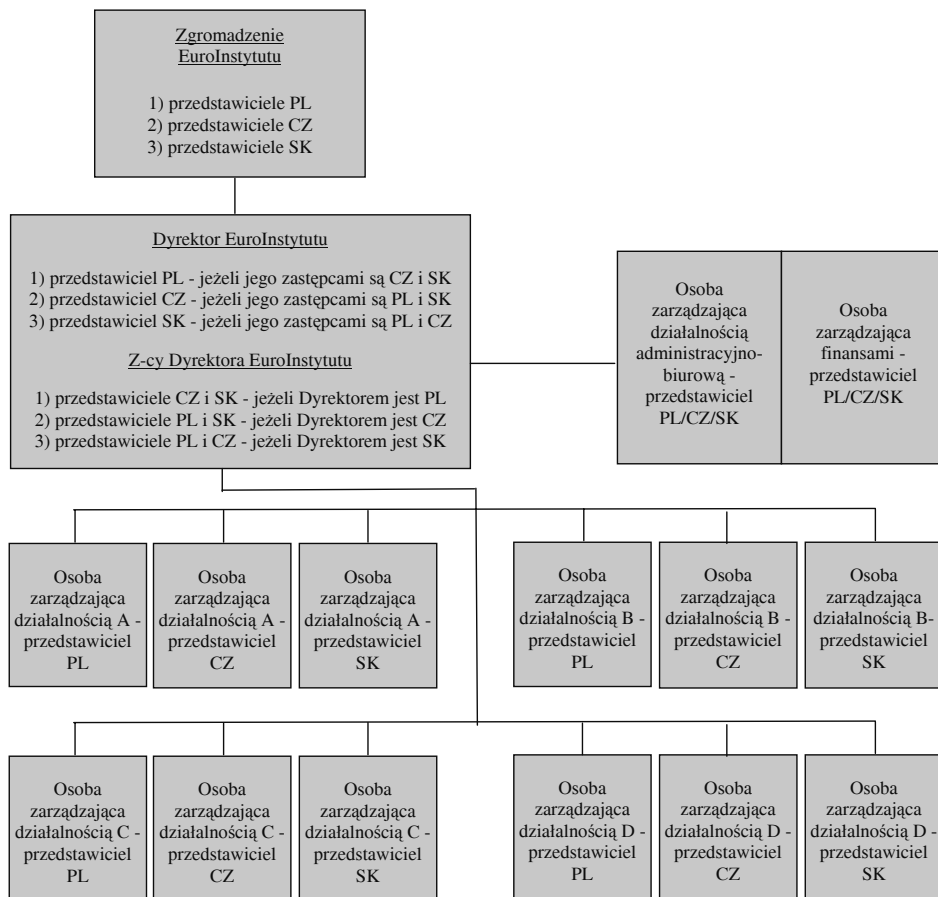 Zgromadzenie
EuroInstytutu
1) przedstawiciele PL
2) przedstawiciele CZ
3) przedstawiciele SK
Dyrektor EuroInstytutu
1) przedstawiciel PL - jeżeli jego zastępcami są CZ i SK
2) przedstawiciel CZ - jeżeli jego zastępcami są PL i SK
3) przedstawiciel SK - jeżeli jego zastępcami są PL i CZ
Z-cy Dyrektora EuroInstytutu
1) przedstawiciele CZ i SK - jeżeli Dyrektorem jest PL
2) przedstawiciele PL i SK - jeżeli Dyrektorem jest CZ
3) przedstawiciele PL i CZ - jeżeli Dyrektorem jest SK
Osoba
zarządzająca
działalnością
administracyjno-
biurową -
przedstawiciel
PL/CZ/SK
Osoba
zarządzająca
finansami -
przedstawiciel
PL/CZ/SK
Osoba
zarządzająca
działalnością A -
przedstawiciel
PL
Osoba
zarządzająca
działalnością A -
przedstawiciel
CZ
Osoba
zarządzająca
działalnością A -
przedstawiciel
SK
Osoba
zarządzająca
działalnością B -
przedstawiciel
PL
Osoba
zarządzająca
działalnością B -
przedstawiciel
CZ
Osoba
zarządzająca
działalnością B-
przedstawiciel
SK
Osoba
zarządzająca
działalnością C -
przedstawiciel
PL
Osoba
zarządzająca
działalnością C -
przedstawiciel
CZ
Osoba
zarządzająca
działalnością C -
przedstawiciel
SK
Osoba
zarządzająca
działalnością D -
przedstawiciel
PL
Osoba
zarządzająca
działalnością D -
przedstawiciel
CZ
Osoba
zarządzająca
działalnością D -
przedstawiciel
SK